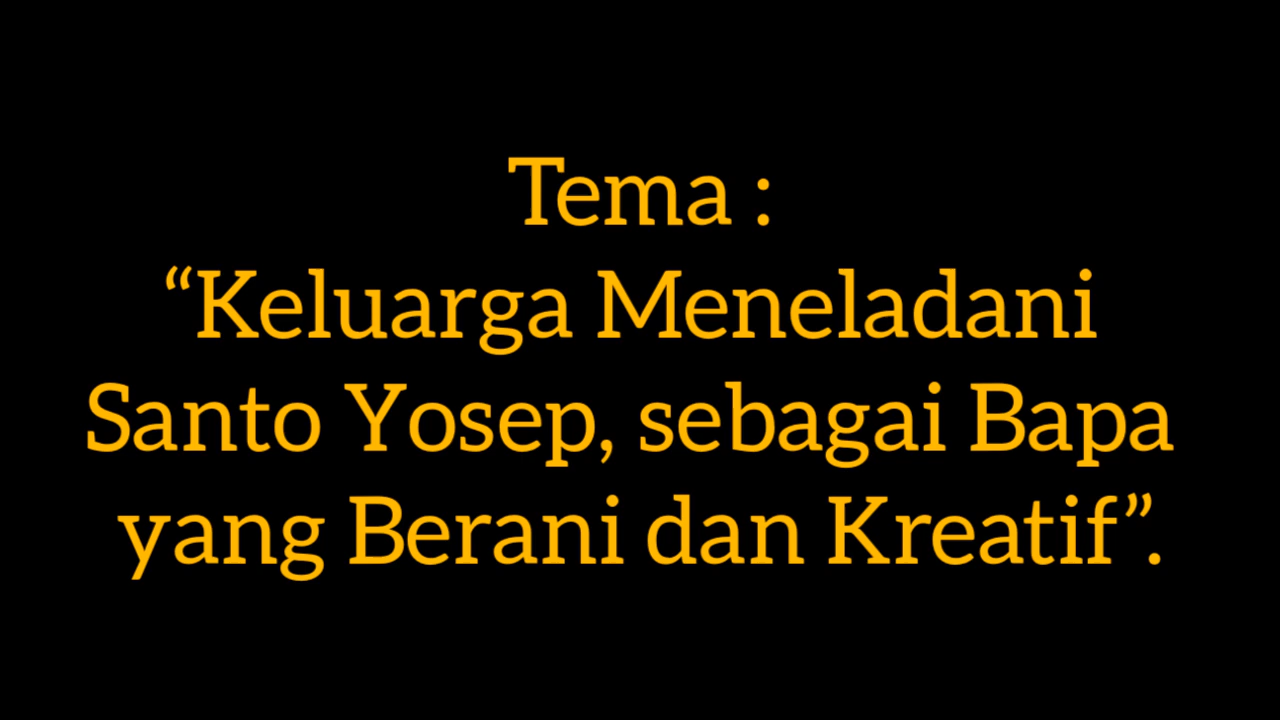 Tema :
“Keluarga Meneladani
Santo Yosep, sebagai Bapa
yang Berani dan Kreatif”.